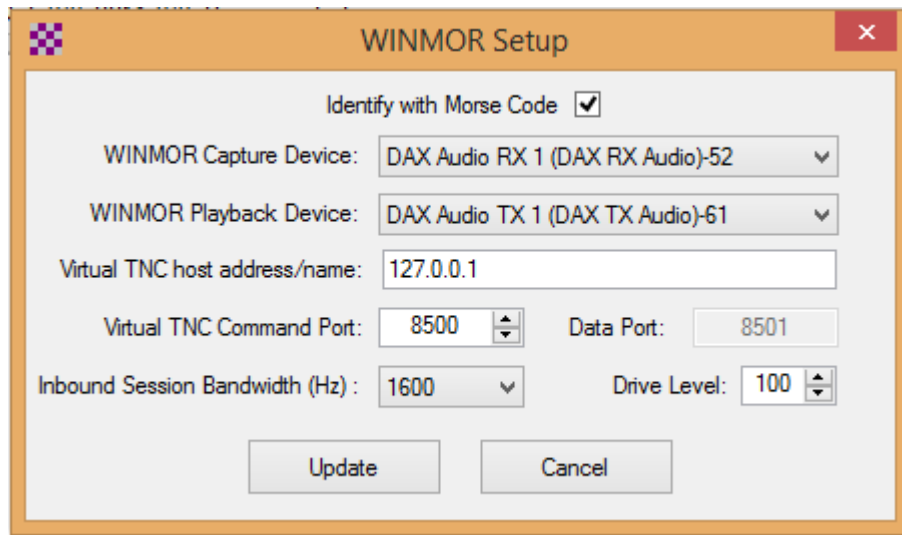 WINMOR Setup
Identify with Morse Code
WINMOR Capture Device: DAX Audio RX 1 (DAX RX Audio)-52
WINMOR Playback Device: DAX Audio TX 1 (DAX TX Audio)-61
Virtual TNC host address/name: 127.0.0.1
Virtual TNC Command Port: 8500 Data Port: 8501
Inbound Session Bandwidth (Hz) : 1600 Drive Level: 100
Update Cancel